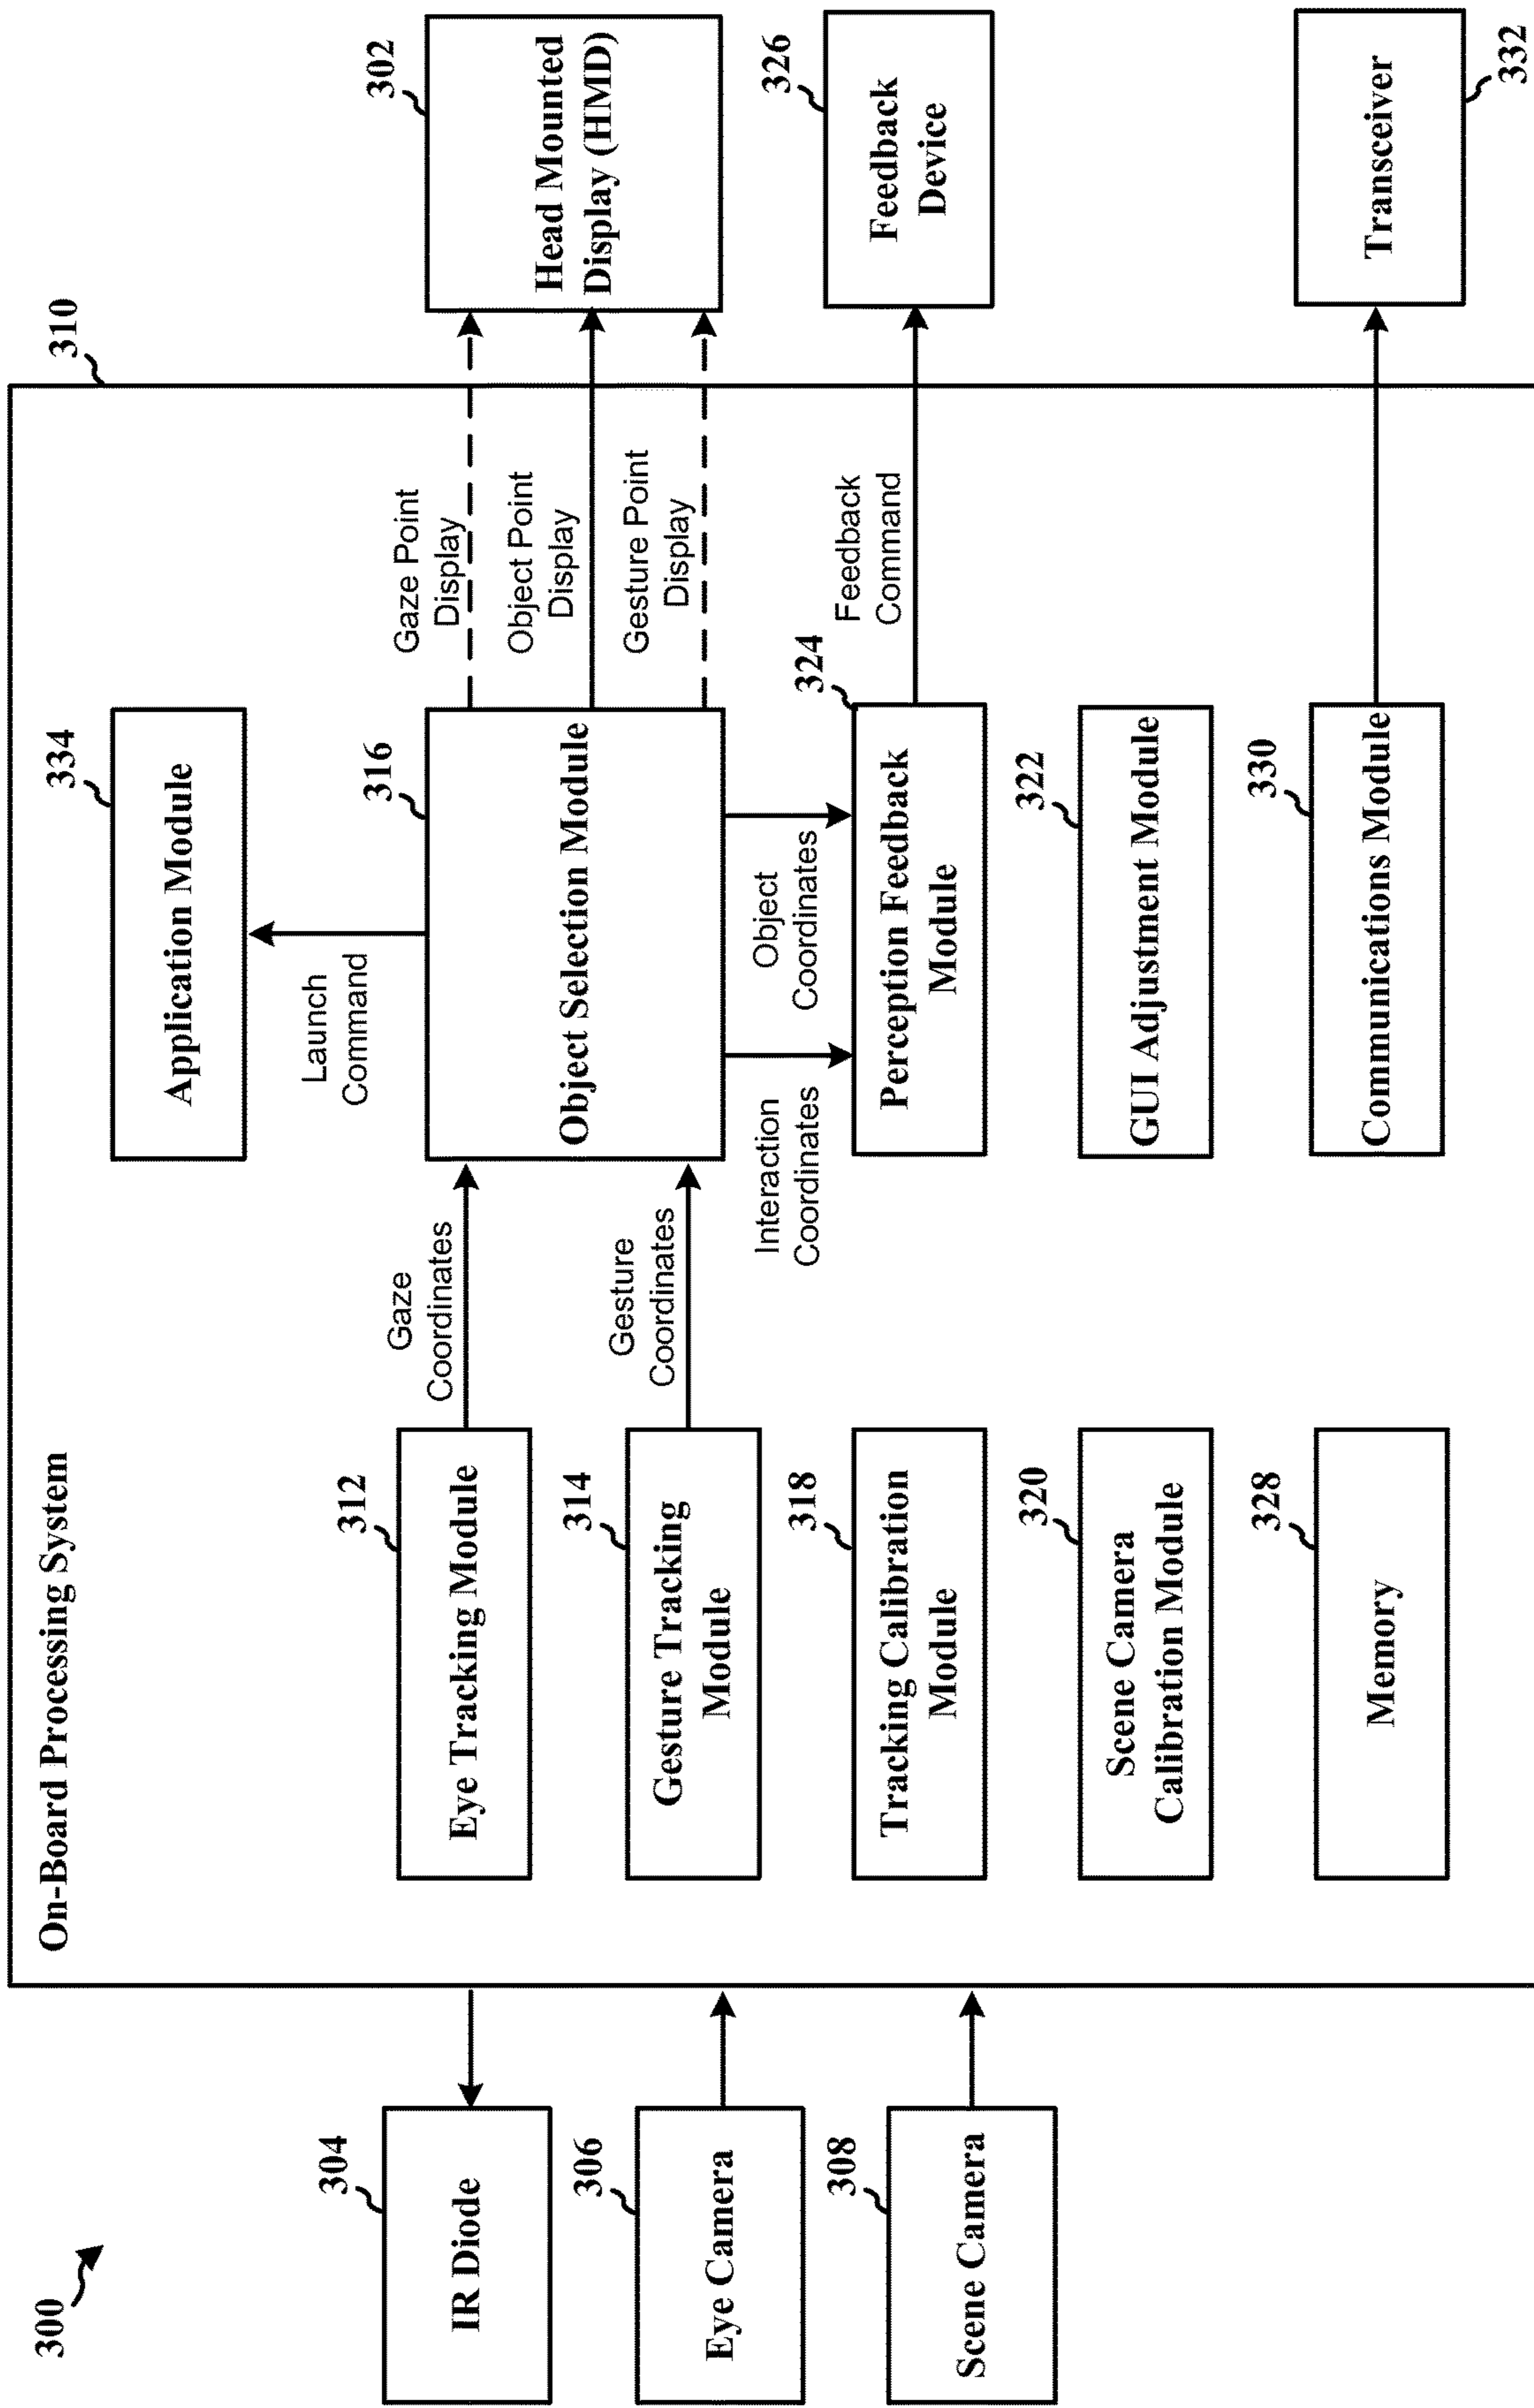 300
304
IR Diode
306
Eye Camera
308
Scene Camera
310
On-Board Processing System
312
Eye Tracking Module
314
Gesture Tracking
Module
318
Tracking Calibration
Module
320
Scene Camera
Calibration Module
328
Memory
Gaze
Coordinates
Gesture
Coordinates
334
Application Module
Launch
Command
316
Object Selection Module
Interaction
Coordinates
Object
Coordinates
324
Perception Feedback
Module
322
GUI Adjustment Module
330
Communications Module
Gaze Point
Display
Object Point
Display
Gesture Point
Display
Feedback
Command
302
Head Mounted
Display (HMD)
326
Feedback
Device
Transceiver
332